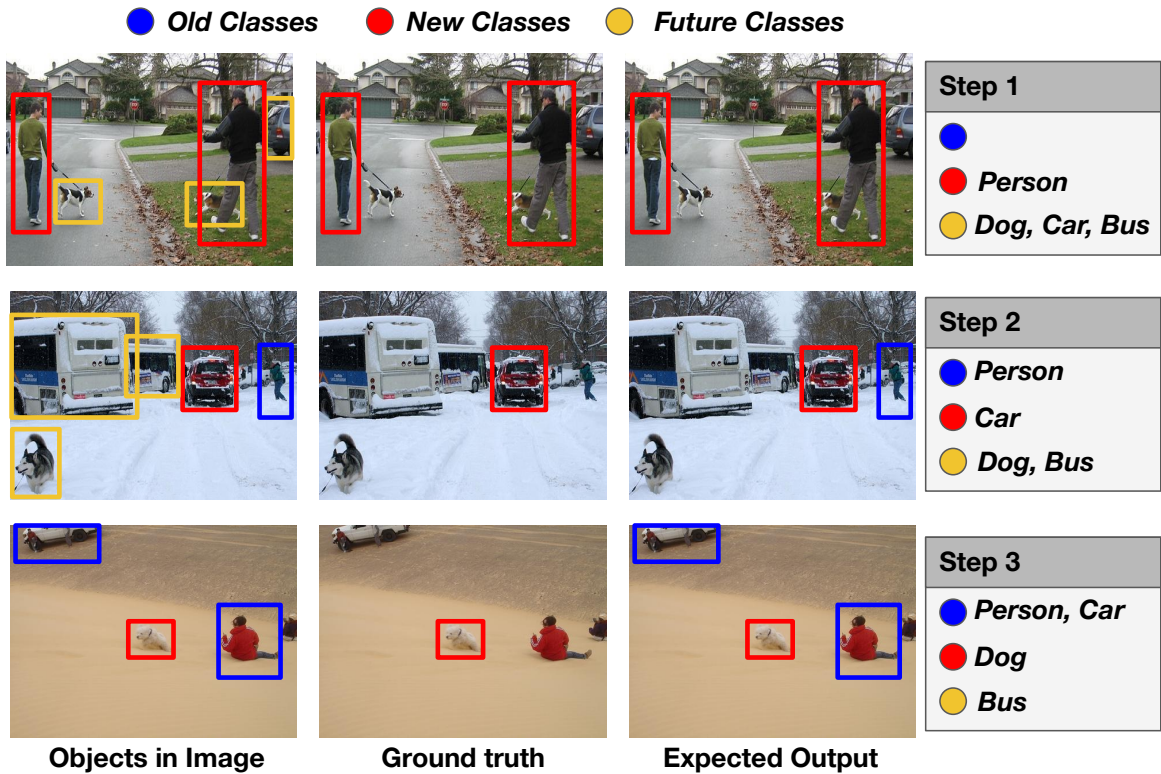 Old Classes New Classes Future Classes
Step 1
Person
Dog, Car, Bus
Step 2
Person
Car
Dog, Bus
Step 3
Person, Car
Dog
Bus
Objects in Image Ground truth Expected Output